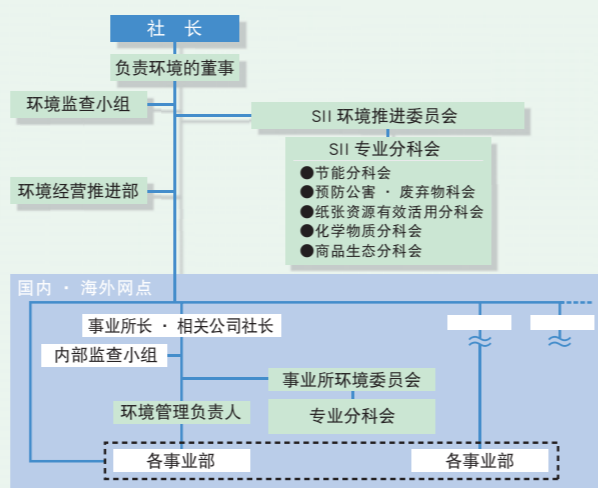 社 长
负责环境的董事
环境监查小组
SII 环境推进委员会
SII 专业分科会
●节能分科会
●预防公害 · 废弃物科会
●纸张资源有效活用分科会
●化学物质分科会
●商品生态分科会
环境经营推进部
国内 · 海外网点
事业所长 · 相关公司社长
内部监查小组
事业所环境委员会
专业分科会
环境管理负责人
各事业部
各事业部